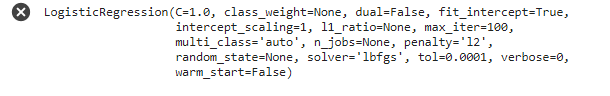 LogisticRegression(C=1.0, class_weight=None, dual=False, fit_intercept=True,
intercept_scaling=1, l1_ratio=None, max_iter=100,
multi_class='auto', n_jobs=None, penalty='l2',
random_state=None, solver='lbfgs', tol=0.0001, verbose=0,
warm_start=False)